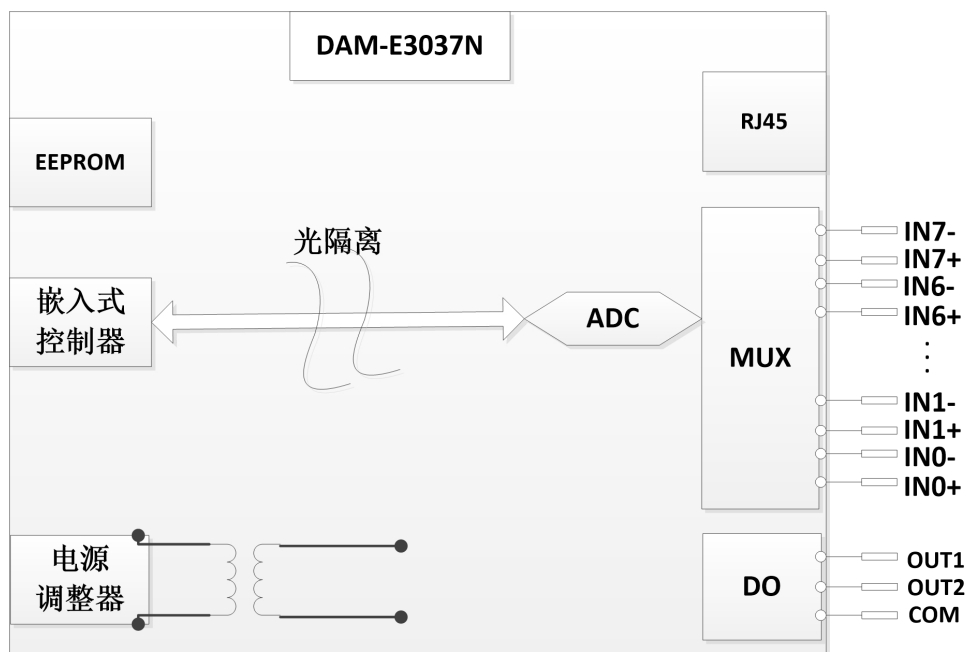 DAM-E3037N
RJ45
EEPROM
IN7-
光隔离
IN7+
IN6-
嵌入式
控制器
ADC
IN6+
MUX
IN1-
IN1+
IN0-
IN0+
电源
调整器
DO
OUT1
OUT2
COM